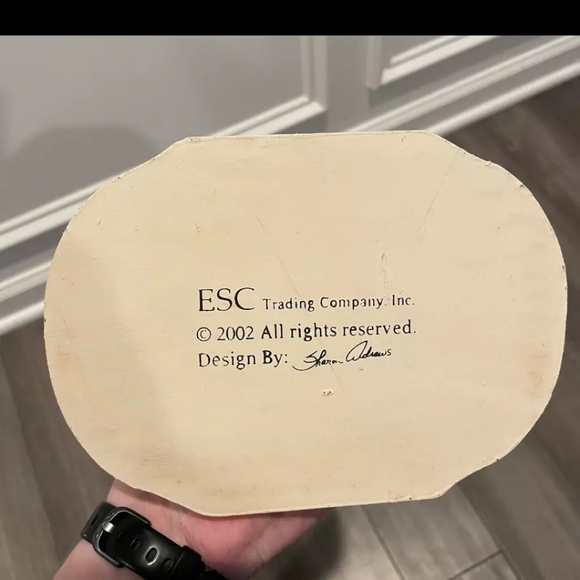 ESC Trading Company, Inc.
© 2002 All rights reserved.
Design By: Sharon Andrews